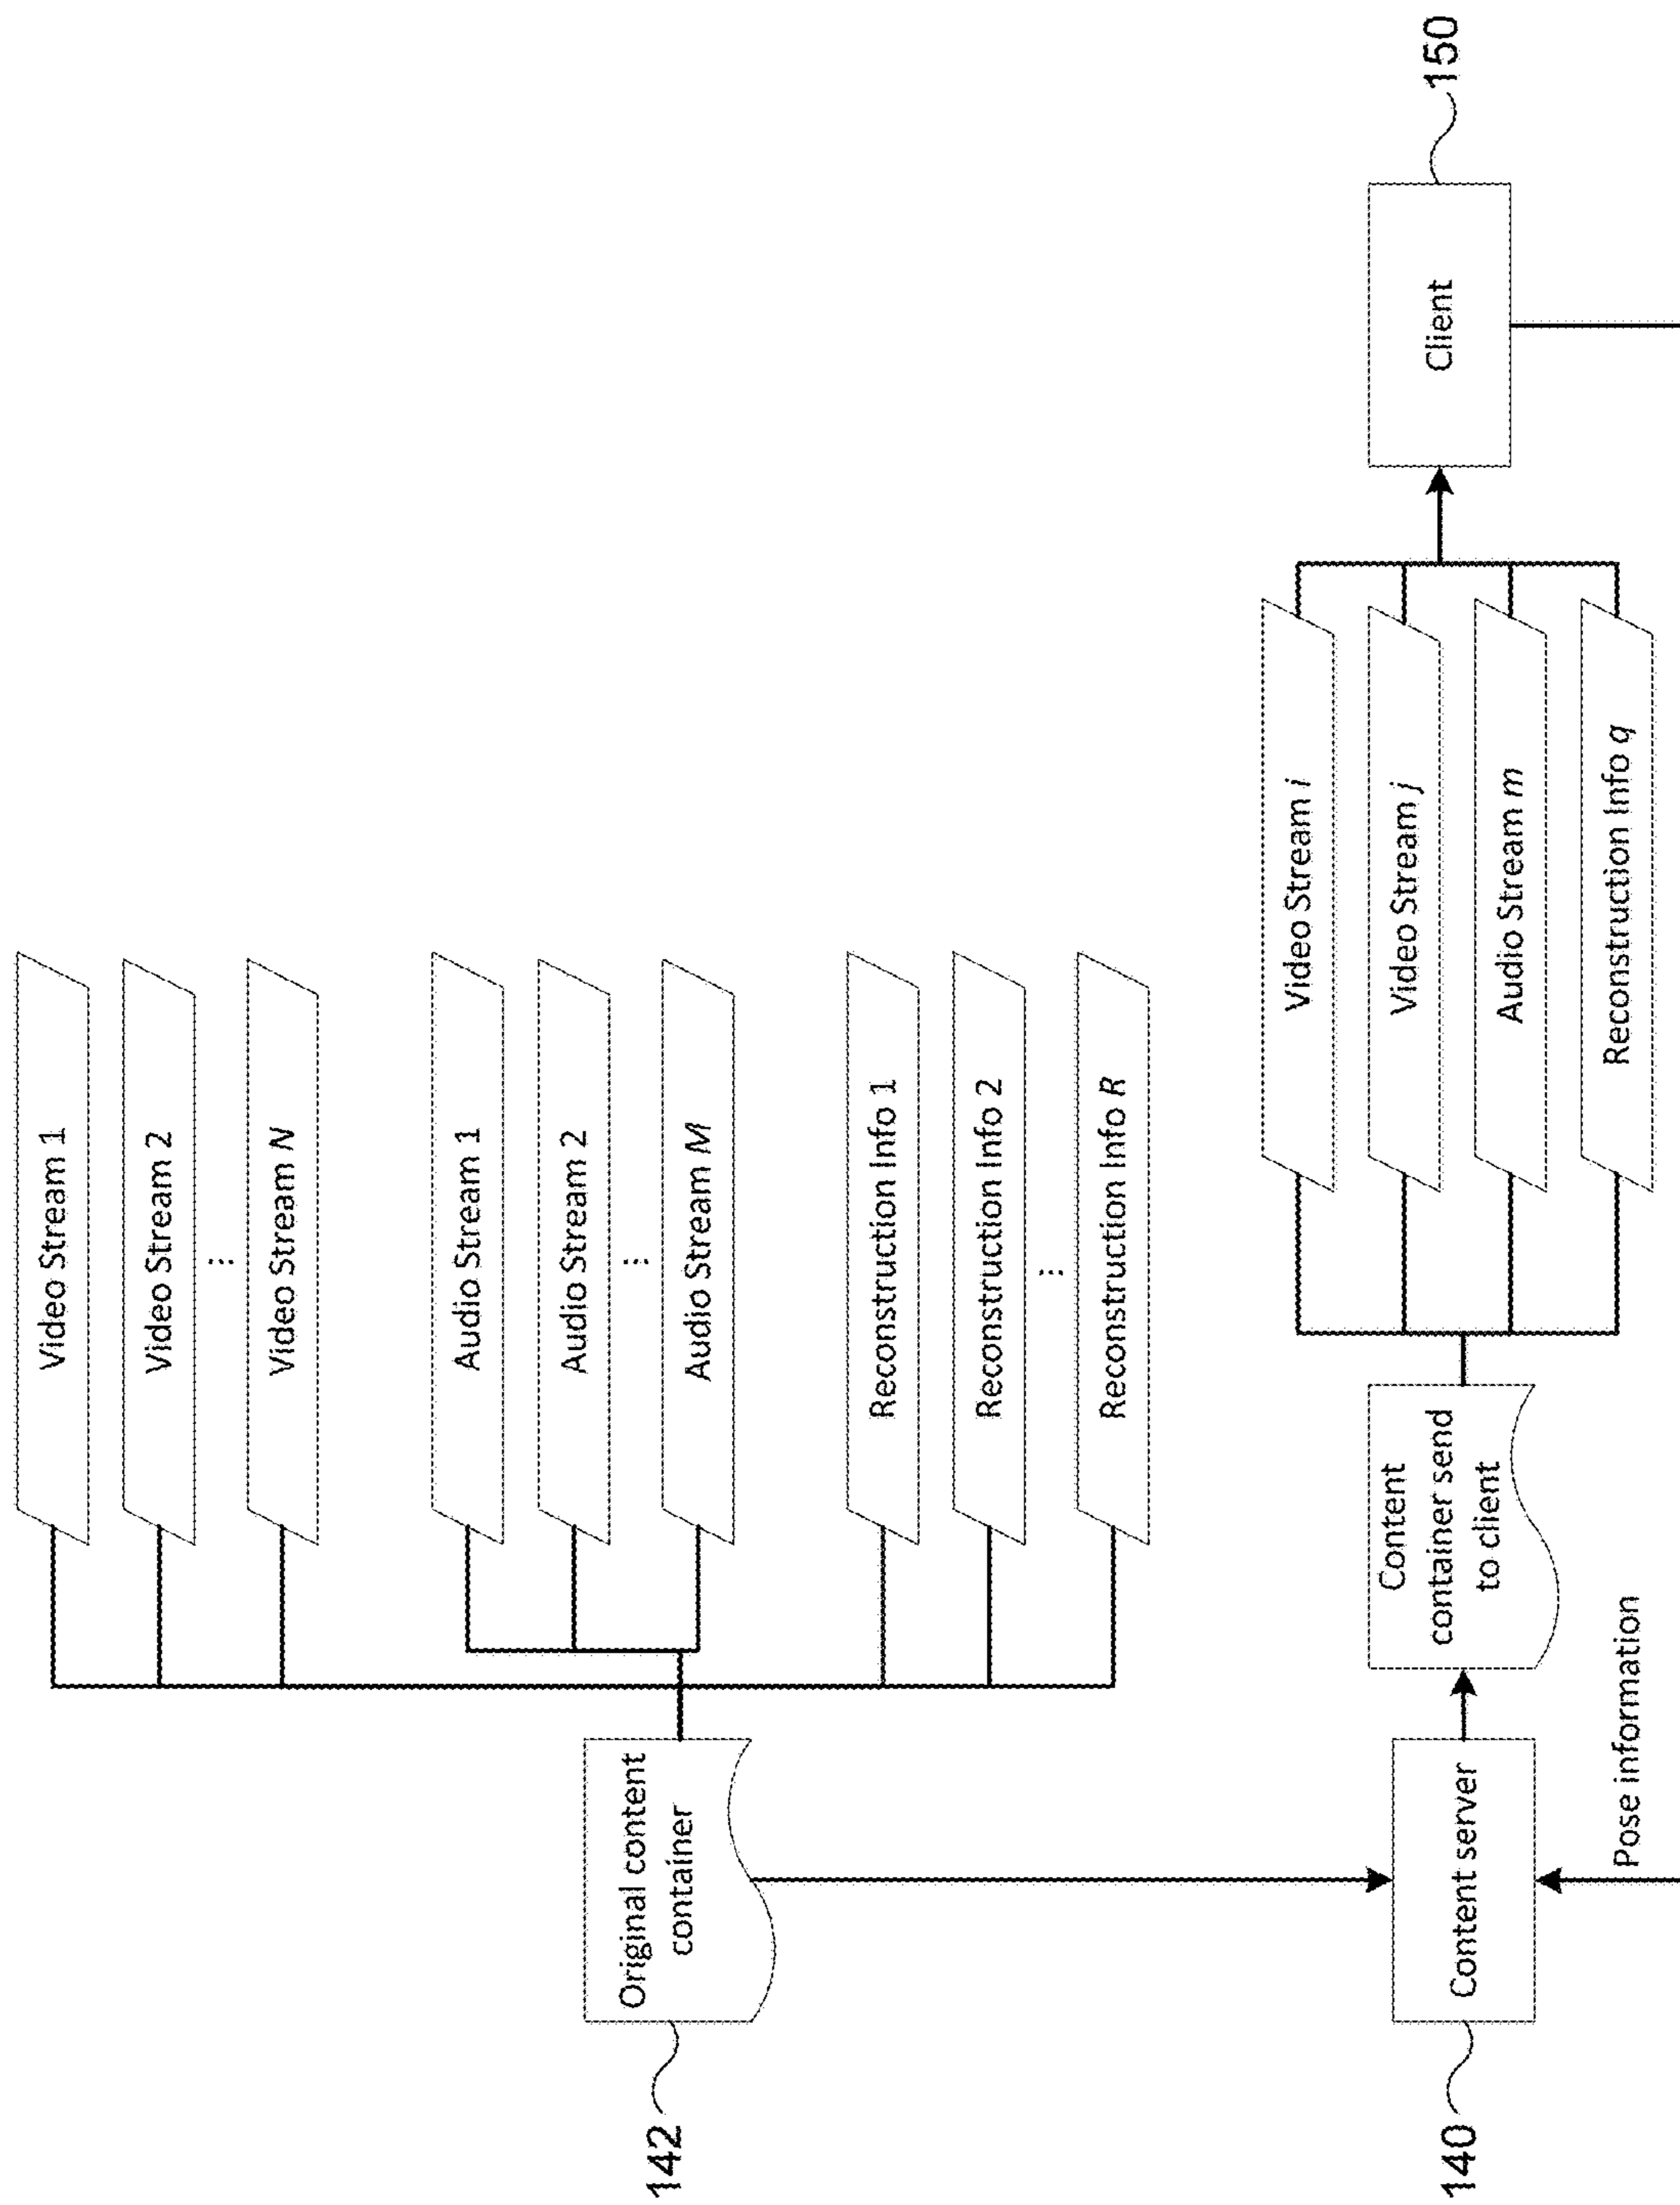 Video Stream 1
Video Stream 2
...
Video Stream N
Audio Stream 1
Audio Stream 2
...
Audio Stream M
142
Original content
container
Reconstruction Info 1
Reconstruction Info 2
...
Reconstruction Info R
140
Content server
Content
container send
to client
Video Stream i
Video Stream j
Audio Stream m
Reconstruction Info q
Client
150
Pose information